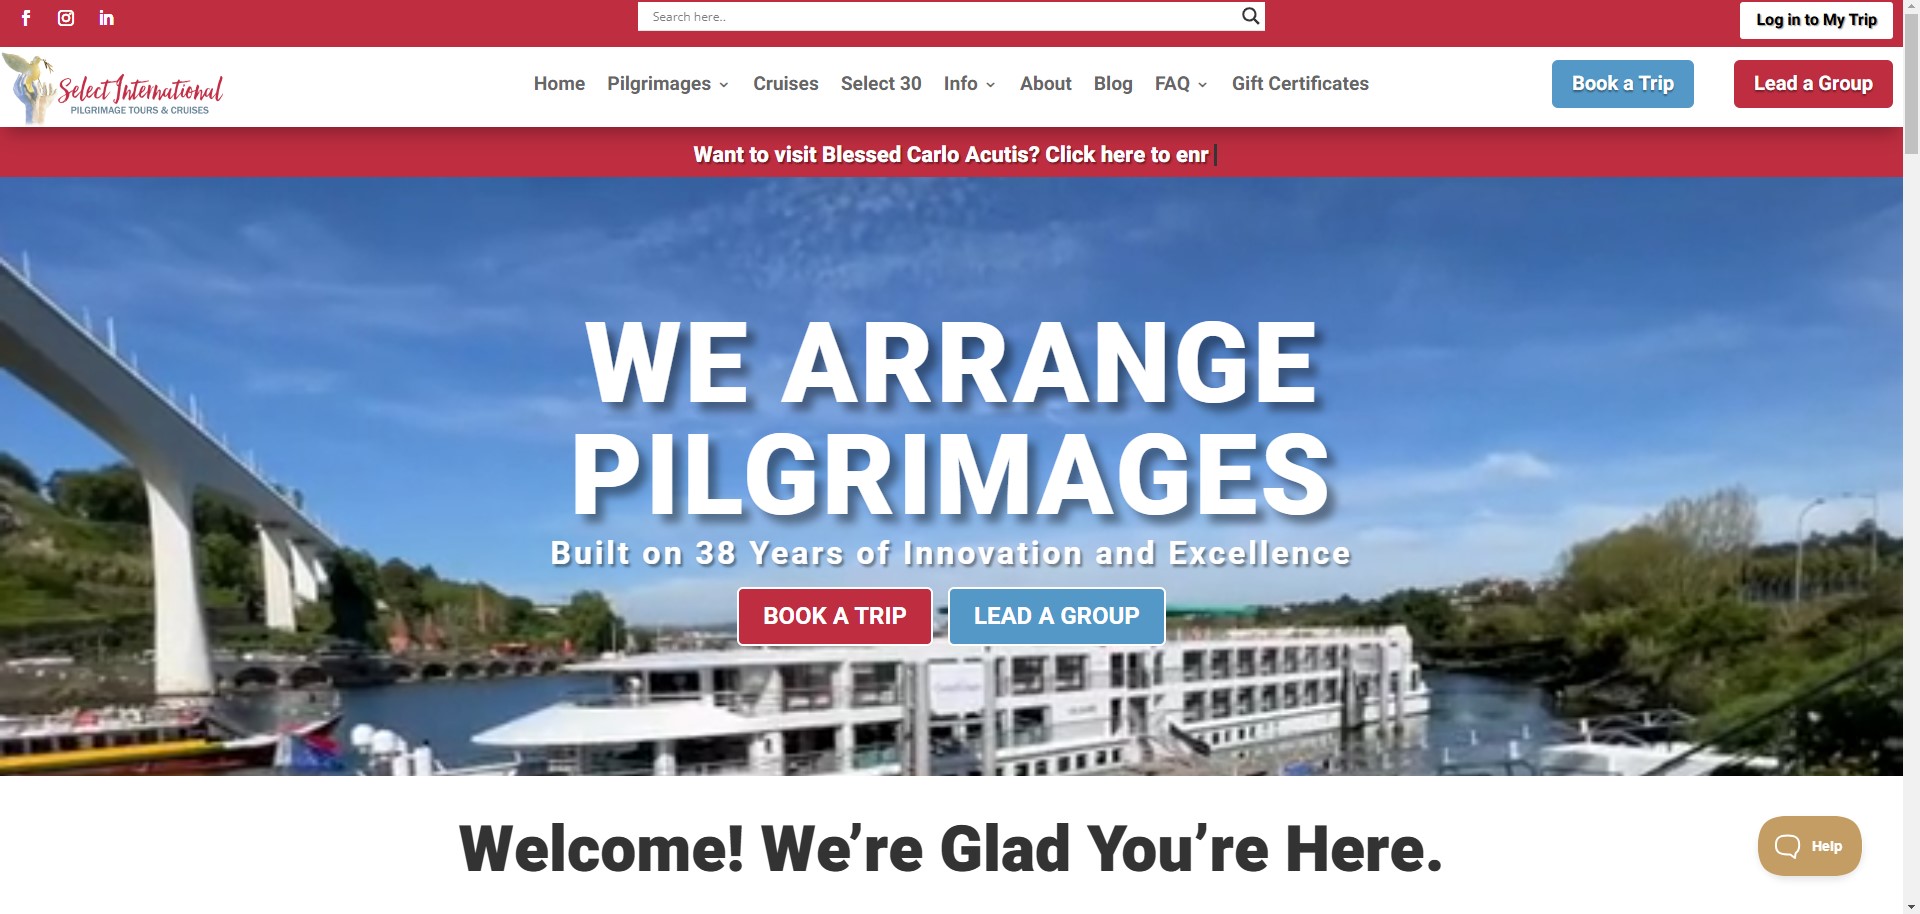 Search here..
Log in to My Trip
Select International
PILGRIMAGE TOURS & CRUISES
Home Pilgrimages Cruises Select 30 Info About Blog FAQ Gift Certificates
Book a Trip
Lead a Group
Want to visit Blessed Carlo Acutis? Click here to enr
WE ARRANGE
PILGRIMAGES
Built on 38 Years of Innovation and Excellence
BOOK A TRIP
LEAD A GROUP
Welcome! We’re Glad You’re Here.
Help